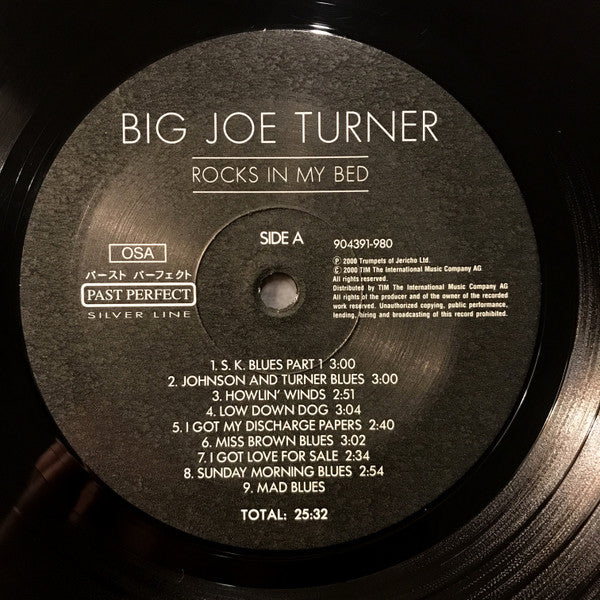 BIG JOE TURNER
ROCKS IN MY BED
SIDE A
904391-980
OSA
パースト パーフェクト
PAST PERFECT
SILVER LINE
℗ 2000 Trumpets of Jericho Ltd.
© 2000 TIM The International Music Company AG
All rights reserved.
Distributed by TIM The International Music Company AG
All rights of the producer and of the owner of the recorded
work reserved. Unauthorized copying, public performance,
lending, hiring and broadcasting of this record prohibited.
1. S. K. BLUES PART 1 3:00
2. JOHNSON AND TURNER BLUES 3:00
3. HOWLIN' WINDS 2:51
4. LOW DOWN DOG 3:04
5. I GOT MY DISCHARGE PAPERS 2:40
6. MISS BROWN BLUES 3:02
7. I GOT LOVE FOR SALE 2:34
8. SUNDAY MORNING BLUES 2:54
9. MAD BLUES
TOTAL: 25:32